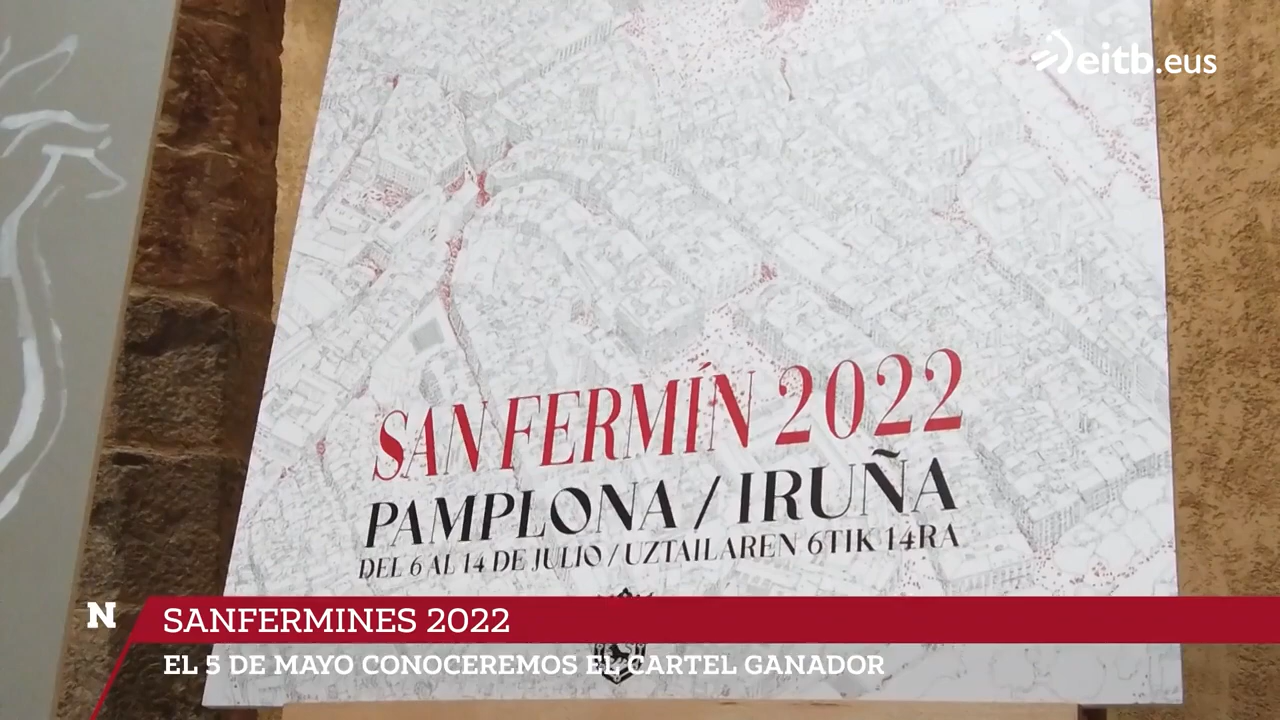 eitb.eus
SAN FERMÍN 2022
PAMPLONA / IRUÑA
DEL 6 AL 14 DE JULIO / UZTAILAREN 6TIK 14RA
N SANFERMINES 2022
EL 5 DE MAYO CONOCEREMOS EL CARTEL GANADOR